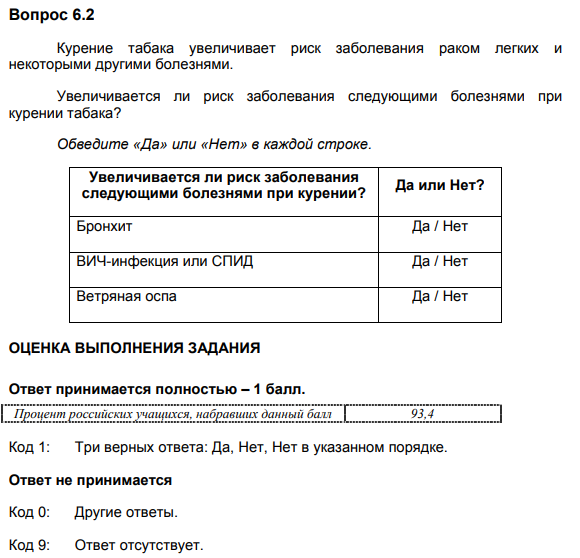 Вопрос 6.2
Курение табака увеличивает риск заболевания раком легких и
некоторыми другими болезнями.
Увеличивается ли риск заболевания следующими болезнями при
курении табака?
Обведите «Да» или «Нет» в каждой строке.
Увеличивается ли риск заболевания
следующими болезнями при курении?
Да или Нет?
Бронхит
Да / Нет
ВИЧ-инфекция или СПИД
Да / Нет
Ветряная оспа
Да / Нет
ОЦЕНКА ВЫПОЛНЕНИЯ ЗАДАНИЯ
Ответ принимается полностью – 1 балл.
Процент российских учащихся, набравших данный балл
93,4
Код 1: Три верных ответа: Да, Нет, Нет в указанном порядке.
Ответ не принимается
Код 0: Другие ответы.
Код 9: Ответ отсутствует.